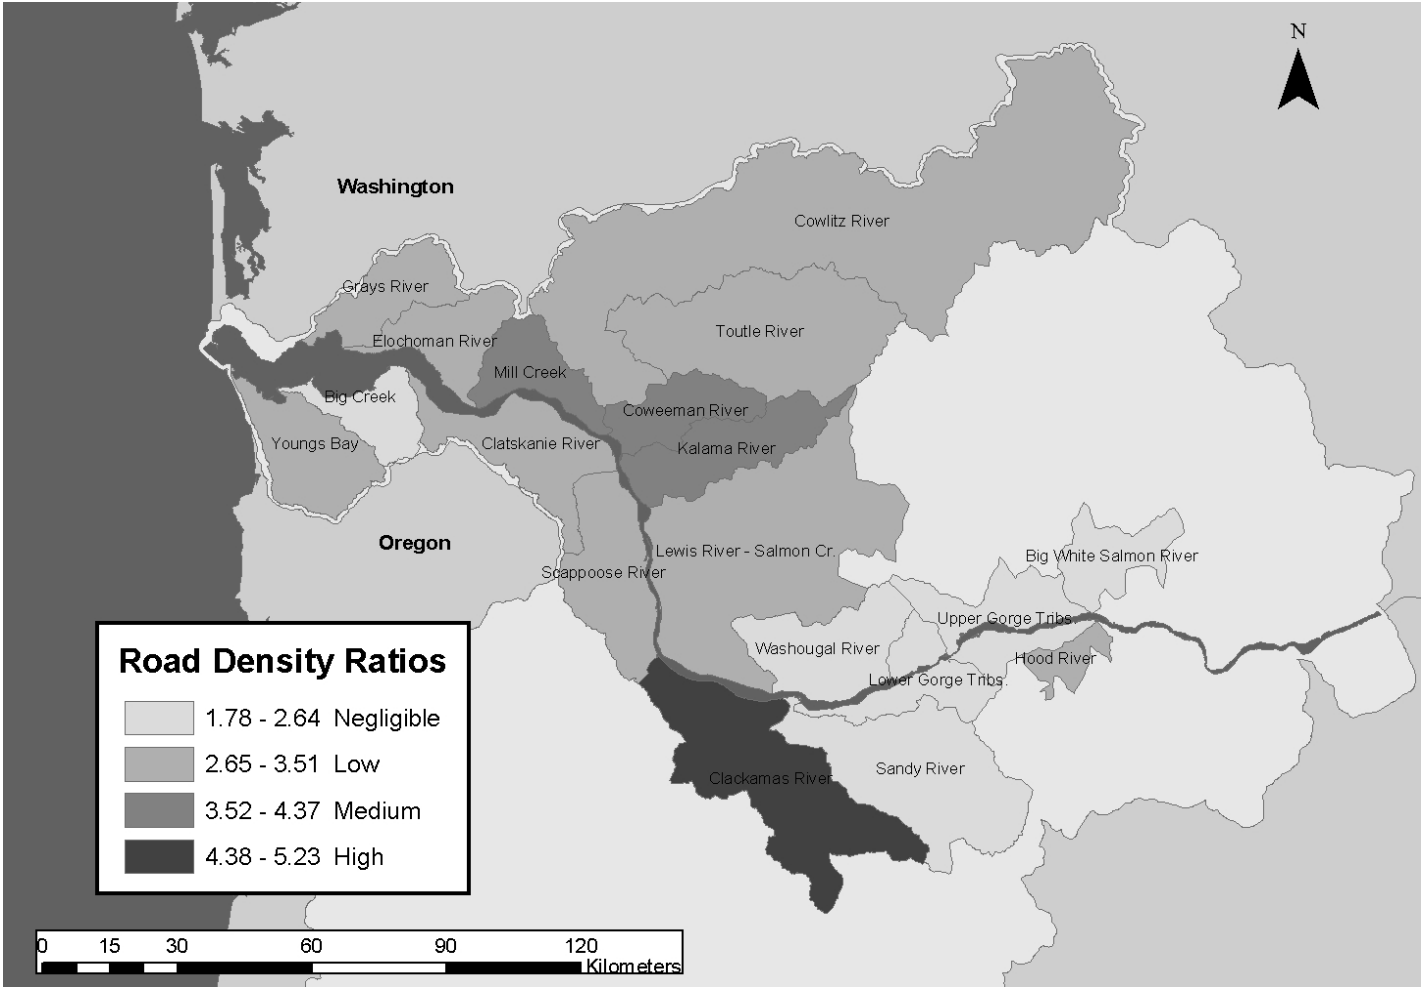 N
Washington
Cowlitz River
Grays River
Toutle River
Elochoman River
Mill Creek
Big Creek
Coweeman River
Youngs Bay
Clatskanie River
Kalama River
Oregon
Lewis River - Salmon Cr.
Big White Salmon River
Scappoose River
Upper Gorge Tribs.
Washougal River
Hood River
Lower Gorge Tribs.
Clackamas River
Sandy River
Road Density Ratios
1.78 - 2.64 Negligible
2.65 - 3.51 Low
3.52 - 4.37 Medium
4.38 - 5.23 High
0 15 30 60 90 120
Kilometers